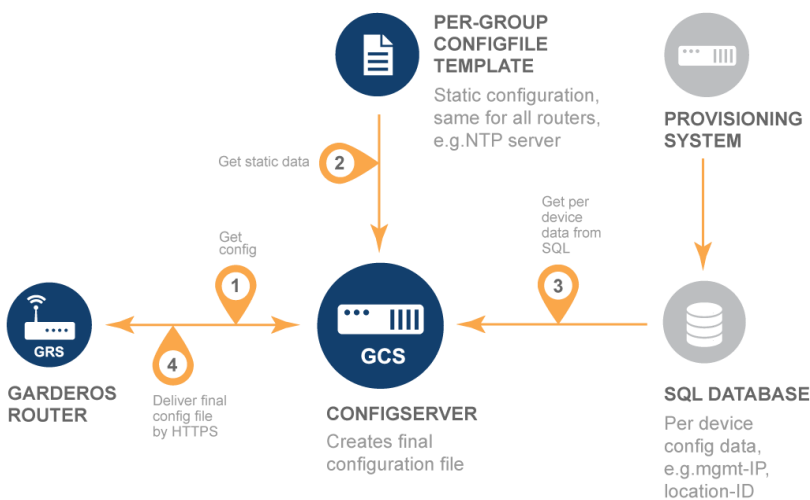 PER-GROUP
CONFIGFILE
TEMPLATE
Static configuration,
same for all routers,
e.g.NTP server
PROVISIONING
SYSTEM
Get static data
2
Get
config
1
Get per
device
data from
SQL
3
GRS
GARDEROS
ROUTER
4
Deliver final
config file
by HTTPS
GCS
CONFIGSERVER
Creates final
configuration file
SQL DATABASE
Per device
config data,
e.g.mgmt-IP,
location-ID